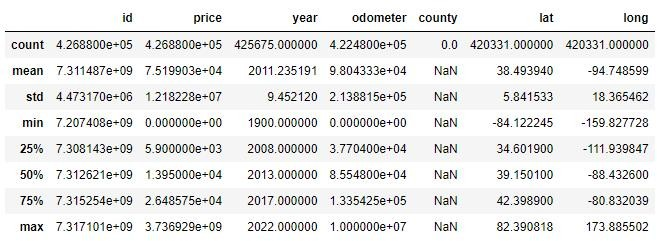 id price year odometer county lat long
count 4.268800e+05 4.268800e+05 425675.000000 4.224800e+05 0.0 420331.000000 420331.000000
mean 7.311487e+09 7.519903e+04 2011.235191 9.804333e+04 NaN 38.493940 -94.748599
std 4.473170e+06 1.218228e+07 9.452120 2.138815e+05 NaN 5.841533 18.365462
min 7.207408e+09 0.000000e+00 1900.000000 0.000000e+00 NaN -84.122245 -159.827728
25% 7.308143e+09 5.900000e+03 2008.000000 3.770400e+04 NaN 34.601900 -111.939847
50% 7.312621e+09 1.395000e+04 2013.000000 8.554800e+04 NaN 39.150100 -88.432600
75% 7.315254e+09 2.648575e+04 2017.000000 1.335425e+05 NaN 42.398900 -80.832039
max 7.317101e+09 3.736929e+09 2022.000000 1.000000e+07 NaN 82.390818 173.885502